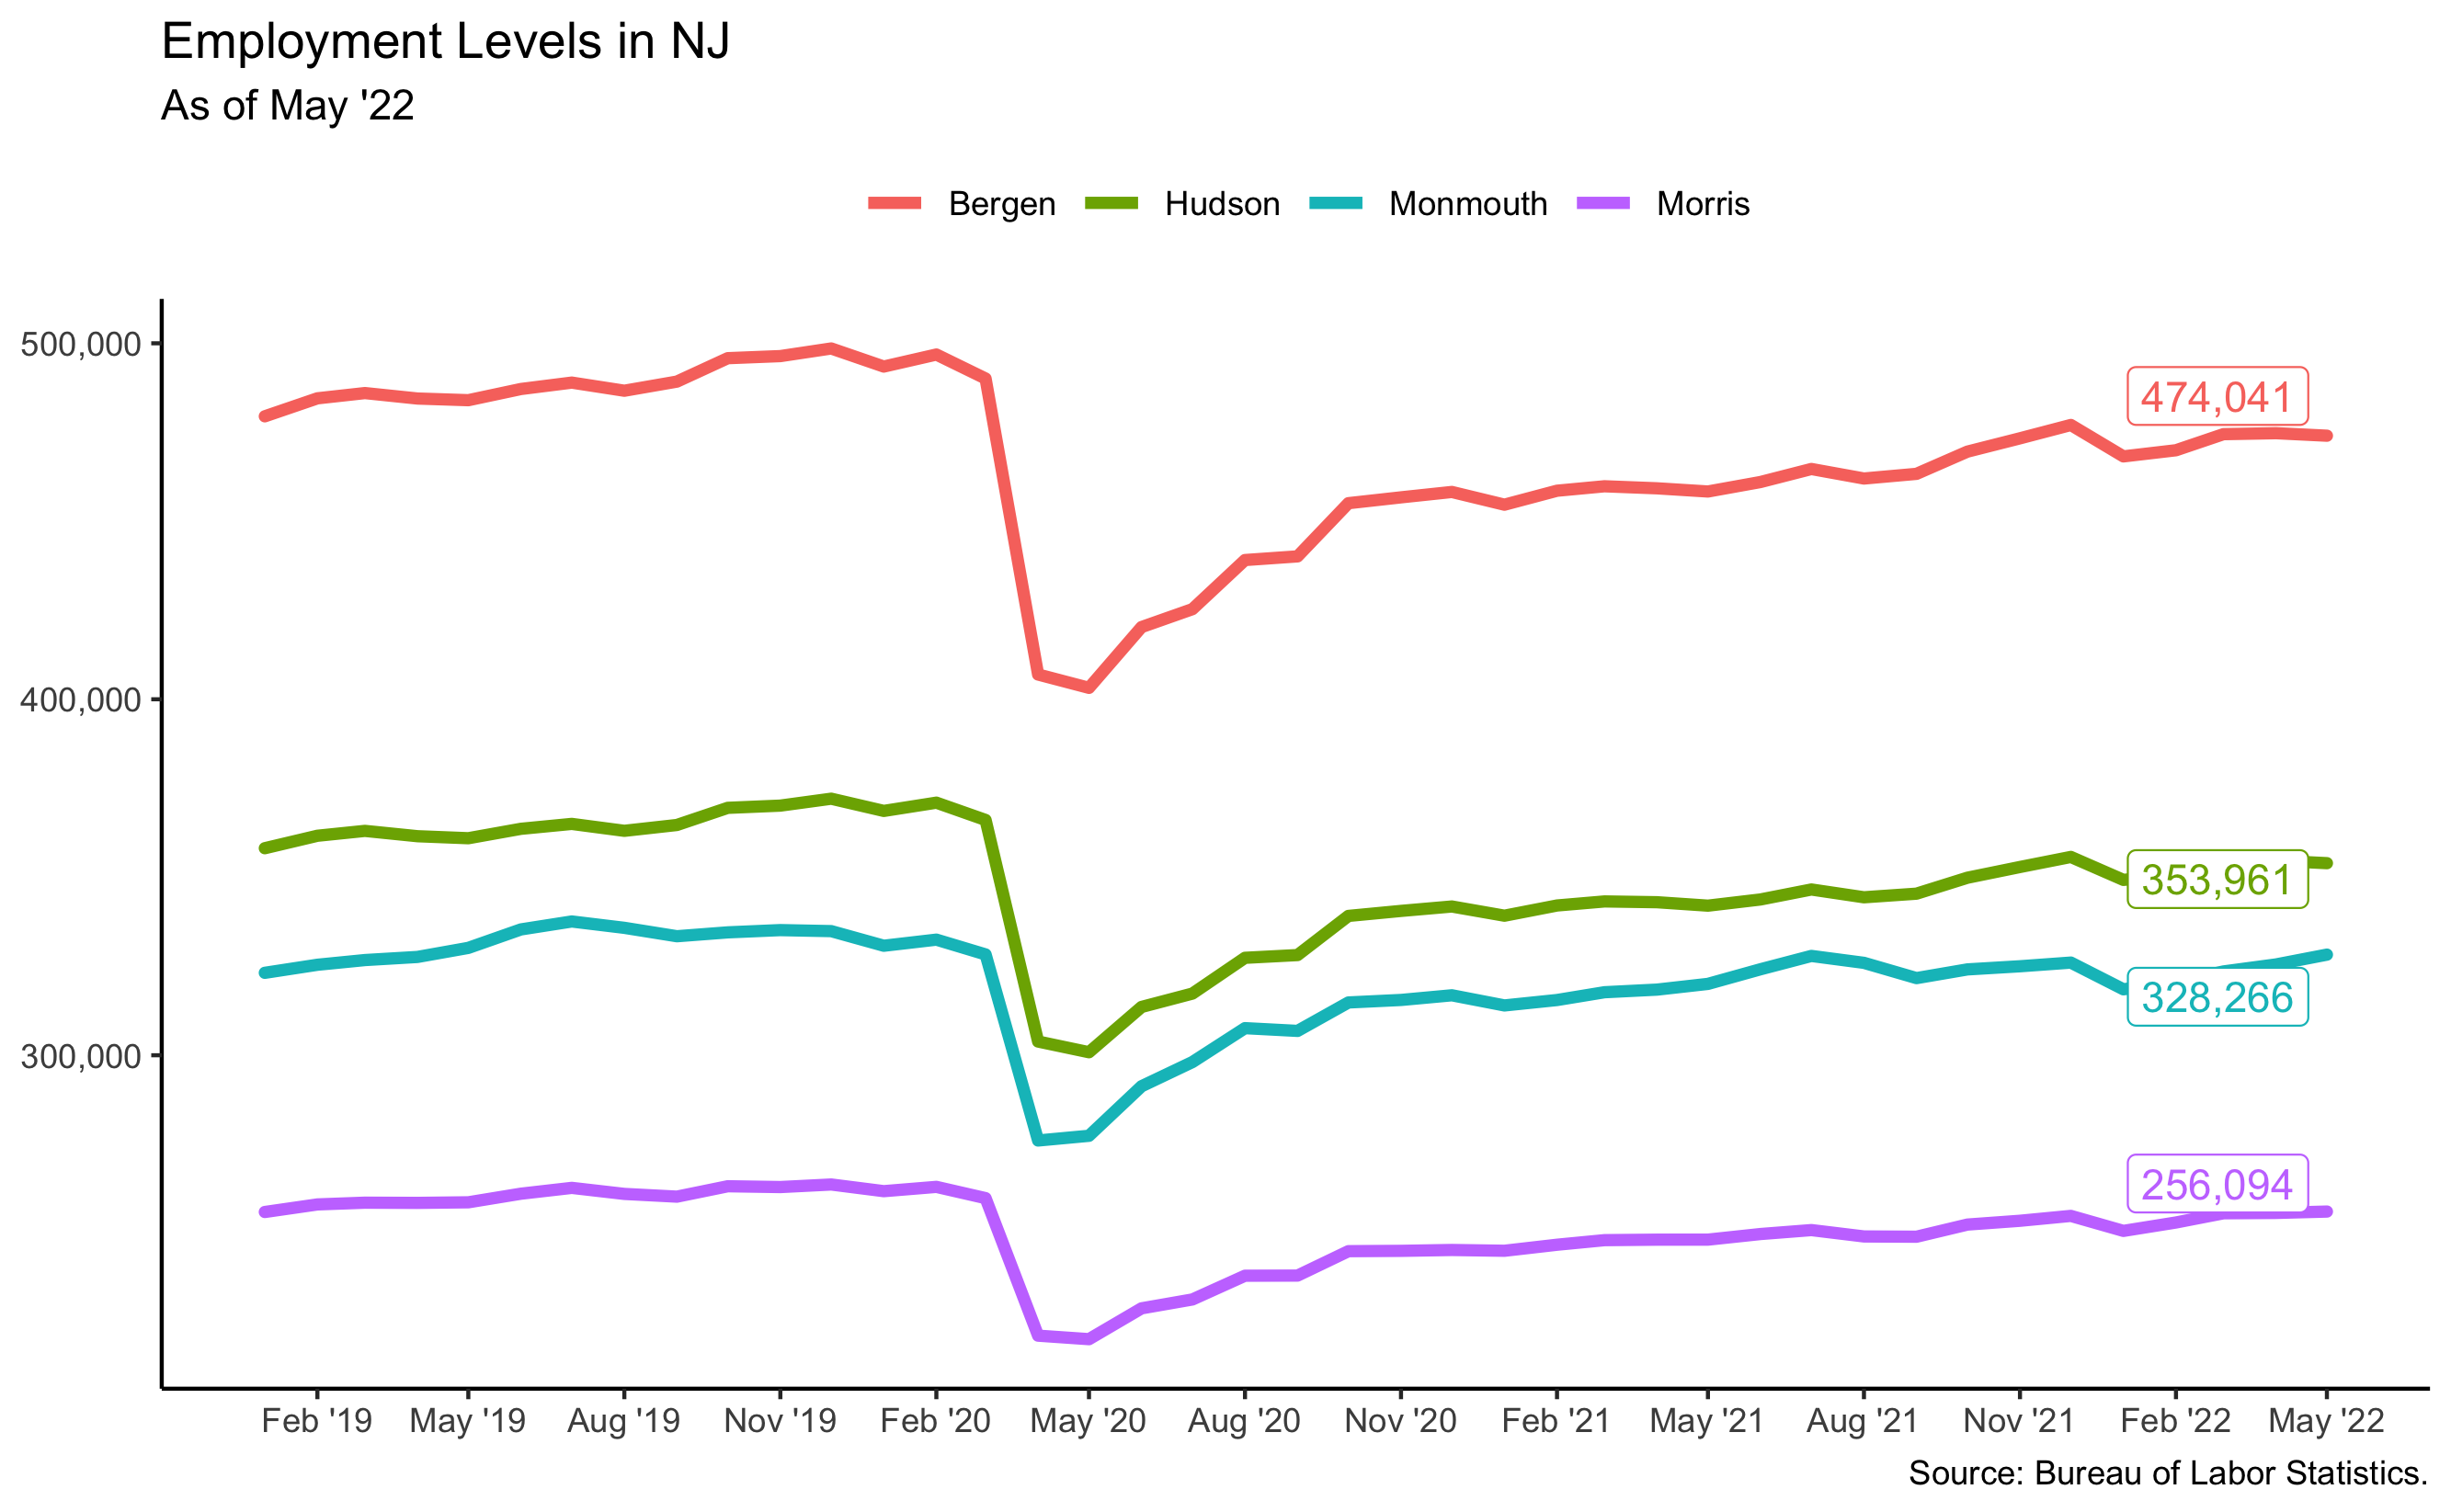 Employment Levels in NJ
As of May '22
Bergen Hudson Monmouth Morris
500,000
474,041
400,000
353,961
328,266
300,000
256,094
Feb '19 May '19 Aug '19 Nov '19 Feb '20 May '20 Aug '20 Nov '20 Feb '21 May '21 Aug '21 Nov '21 Feb '22 May '22
Source: Bureau of Labor Statistics.